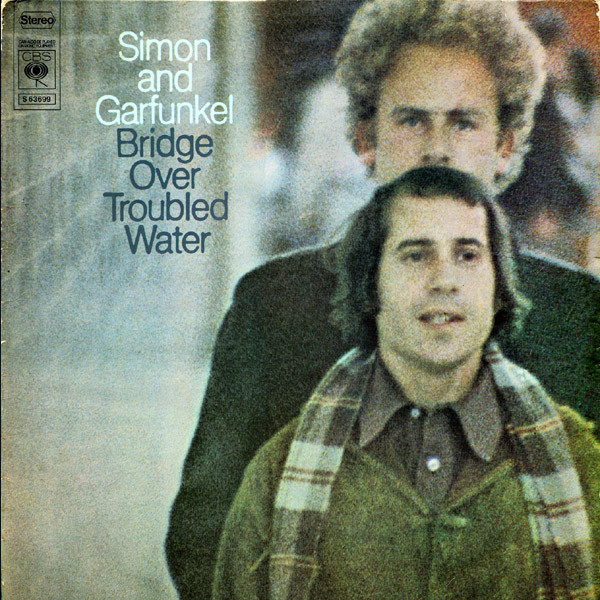 Stereo
CBS
S 63699
Simon
and
Garfunkel
Bridge
Over
Troubled
Water